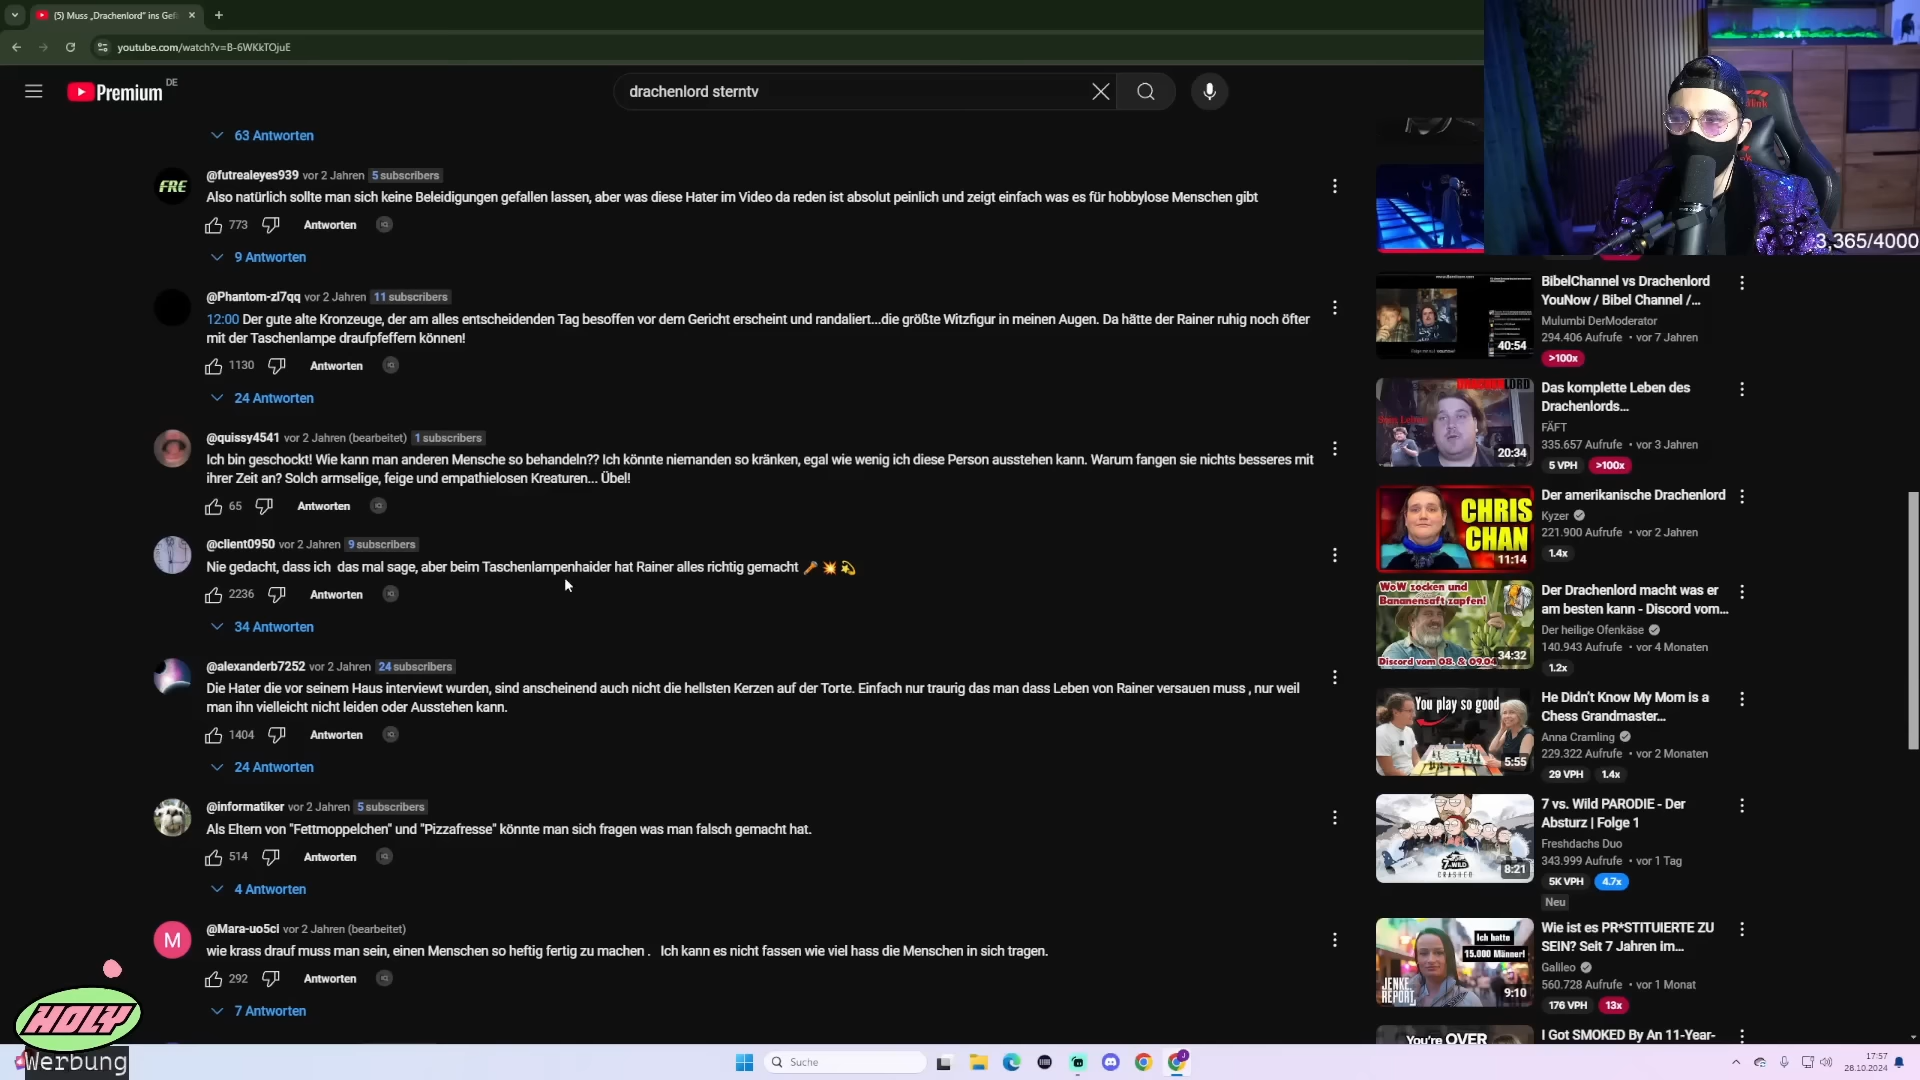 (5) Muss „Drachenlord" ins Gef
youtube.com/watch?v=B-6WKkTOjuE
Premium
DE
drachenlord sterntv
3,365/4000
63 Antworten
FRE
@futrealeyes939 vor 2 Jahren 5 subscribers
Also natürlich sollte man sich keine Beleidigungen gefallen lassen, aber was diese Hater im Video da reden ist absolut peinlich und zeigt einfach was es für hobbylose Menschen gibt
773 Antworten
9 Antworten
@Phantom-zl7qq vor 2 Jahren 11 subscribers
12:00 Der gute alte Kronzeuge, der am alles entscheidenden Tag besoffen vor dem Gericht erscheint und randaliert...die größte Witzfigur in meinen Augen. Da hätte der Rainer ruhig noch öfter
mit der Taschenlampe draufpfeffern können!
1130 Antworten
24 Antworten
@quissy4541 vor 2 Jahren (bearbeitet) 1 subscribers
Ich bin geschockt! Wie kann man anderen Mensche so behandeln?? Ich könnte niemanden so kränken, egal wie wenig ich diese Person ausstehen kann. Warum fangen sie nichts besseres mit
ihrer Zeit an? Solch armselige, feige und empathielosen Kreaturen... Übel!
65 Antworten
@client0950 vor 2 Jahren 9 subscribers
Nie gedacht, dass ich das mal sage, aber beim Taschenlampenhaider hat Rainer alles richtig gemacht
2236 Antworten
34 Antworten
@alexanderb7252 vor 2 Jahren 24 subscribers
Die Hater die vor seinem Haus interviewt wurden, sind anscheinend auch nicht die hellsten Kerzen auf der Torte. Einfach nur traurig das man dass Leben von Rainer versauen muss , nur weil
man ihn vielleicht nicht leiden oder Ausstehen kann.
1404 Antworten
24 Antworten
@informatiker vor 2 Jahren 5 subscribers
Als Eltern von "Fettmoppelchen" und "Pizzafresse" könnte man sich fragen was man falsch gemacht hat.
514 Antworten
4 Antworten
M
@Mara-uo5ci vor 2 Jahren (bearbeitet)
wie krass drauf muss man sein, einen Menschen so heftig fertig zu machen . Ich kann es nicht fassen wie viel hass die Menschen in sich tragen.
292 Antworten
7 Antworten
40:54
BibelChannel vs Drachenlord
YouNow / Bibel Channel /...
Mulumbi DerModerator
294.406 Aufrufe • vor 7 Jahren
>100x
20:34
Das komplette Leben des
Drachenlords...
FÄFT
335.657 Aufrufe • vor 3 Jahren
5 VPH >100x
CHRIS
CHAN
11:14
Der amerikanische Drachenlord
Kyzer
221.900 Aufrufe • vor 2 Jahren
1.4x
WoW zocken und
Bananensaft zapfen!
34:32
Discord vom 08. & 09.04
Der Drachenlord macht was er
am besten kann - Discord vom...
Der heilige Ofenkäse
140.943 Aufrufe • vor 4 Monaten
1.2x
You play so good
5:55
He Didn't Know My Mom is a
Chess Grandmaster...
Anna Cramling
229.322 Aufrufe • vor 2 Monaten
29 VPH 1.4x
7 WILD
CRASHED
8:21
7 vs. Wild PARODIE - Der
Absturz | Folge 1
Freshdachs Duo
343.999 Aufrufe • vor 1 Tag
5K VPH 4.7x
Neu
Ich hatte
15.000 Männer!
JENKE
REPORT
9:10
Wie ist es PR*STITUIERTE ZU
SEIN? Seit 7 Jahren im...
Galileo
560.728 Aufrufe • vor 1 Monat
176 VPH 13x
You're OVER
I Got SMOKED By An 11-Year-
HOLY
Werbung
Suche
17:57
28.10.2024